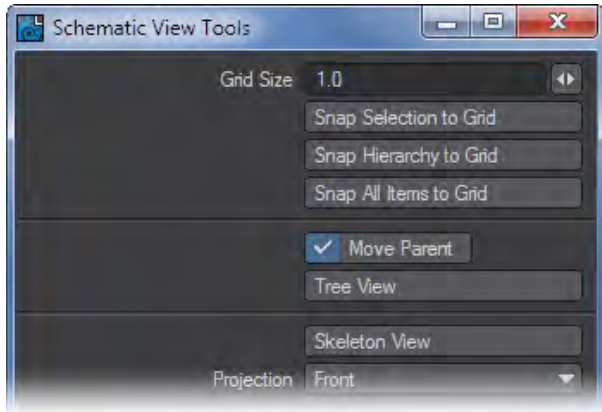 Schematic View Tools
Grid Size 1.0
Snap Selection to Grid
Snap Hierarchy to Grid
Snap All Items to Grid
Move Parent
Tree View
Skeleton View
Projection Front